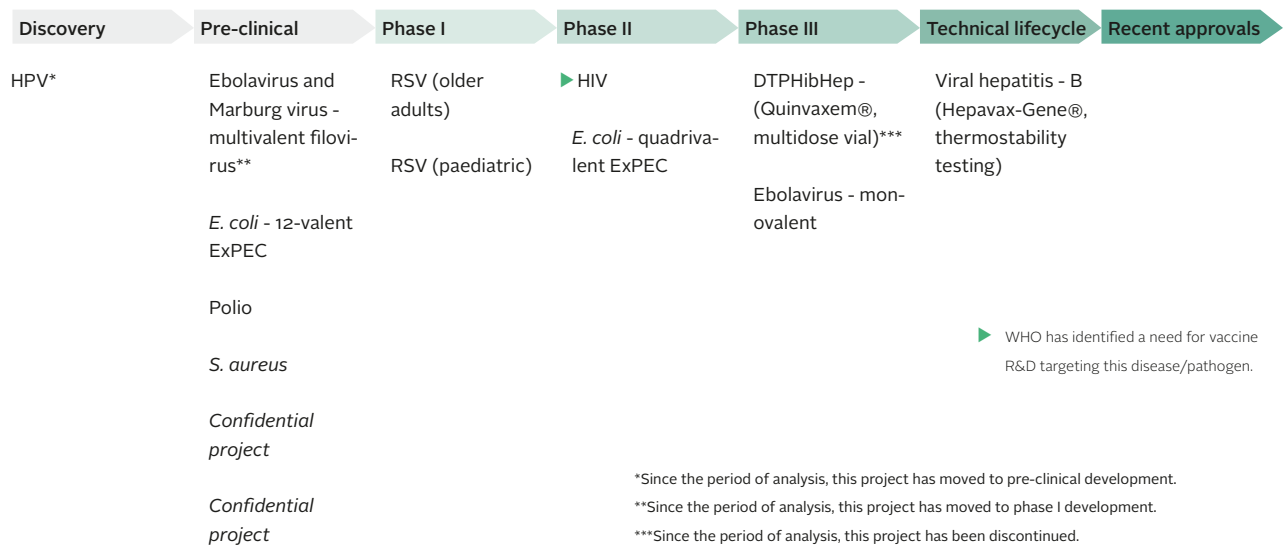 Discovery
Pre-clinical
Phase I
Phase II
Phase III
Technical lifecycle
Recent approvals
HPV*
Ebolavirus and
Marburg virus -
multivalent filovi-
rus**
E. coli - 12-valent
ExPEC
Polio
S. aureus
Confidential
project
Confidential
project
RSV (older
adults)
RSV (paediatric)
HIV
E. coli - quadriva-
lent ExPEC
DTPHibHep -
(Quinvaxem®,
multidose vial)***
Ebolavirus - mon-
ovalent
Viral hepatitis - B
(Hepavax-Gene®,
thermostability
testing)
WHO has identified a need for vaccine
R&D targeting this disease/pathogen.
*Since the period of analysis, this project has moved to pre-clinical development.
**Since the period of analysis, this project has moved to phase I development.
***Since the period of analysis, this project has been discontinued.